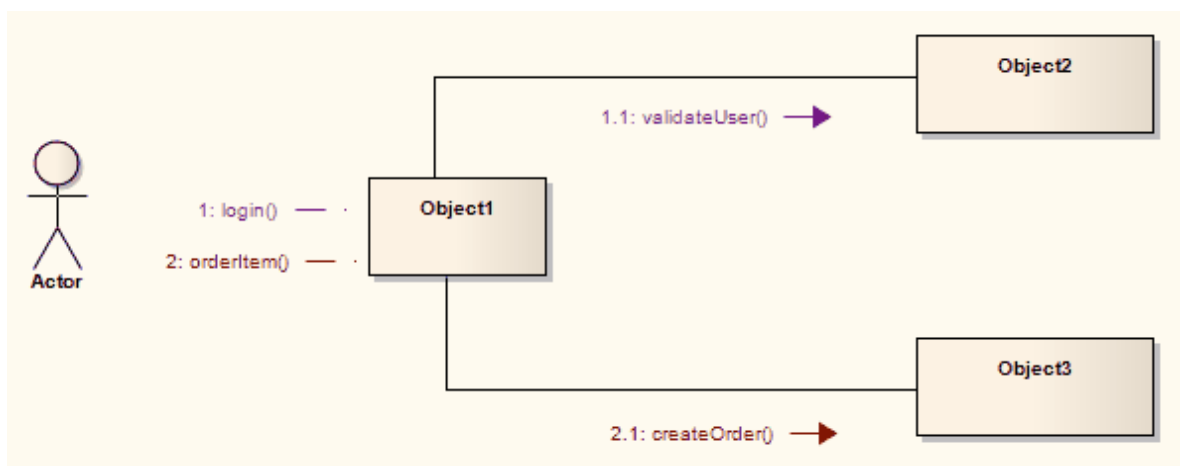 Object2
1.1: validateUser()
1: login()
Object1
2: orderItem()
Actor
Object3
2.1: createOrder()